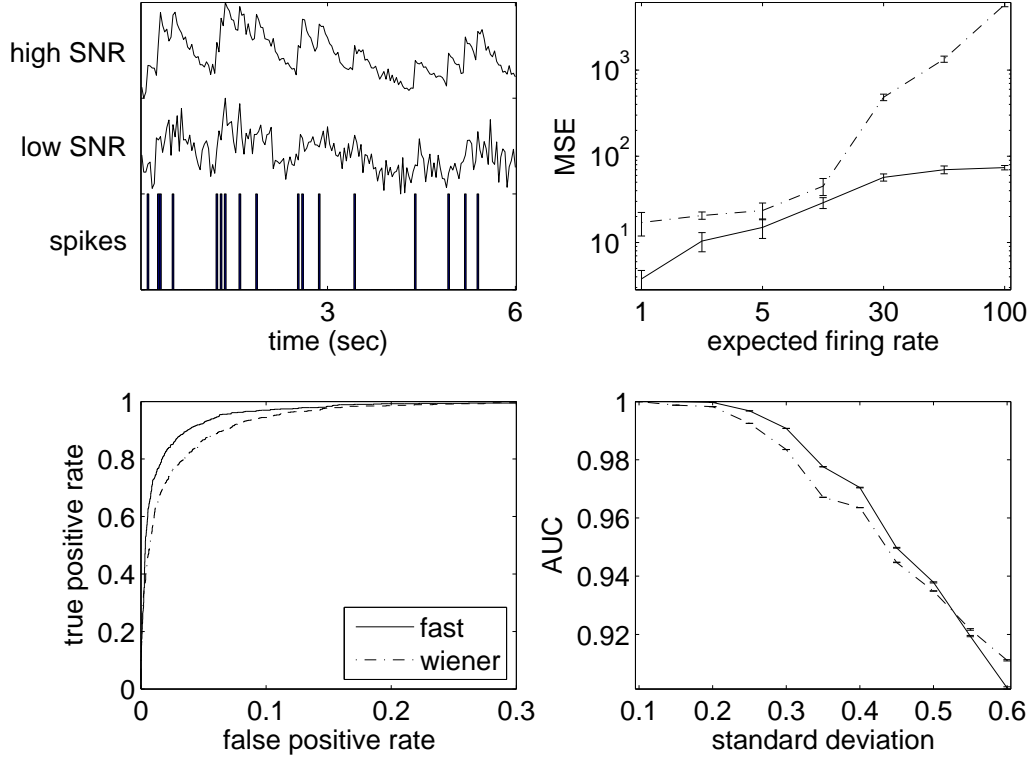 high SNR
low SNR
spikes
3
6
time (sec)
MSE
10^3
10^2
10^1
1
5
30
100
expected firing rate
true positive rate
1
0.8
0.6
0.4
0.2
0
fast
wiener
0
0.1
0.2
0.3
false positive rate
AUC
1
0.98
0.96
0.94
0.92
0.1
0.2
0.3
0.4
0.5
0.6
standard deviation